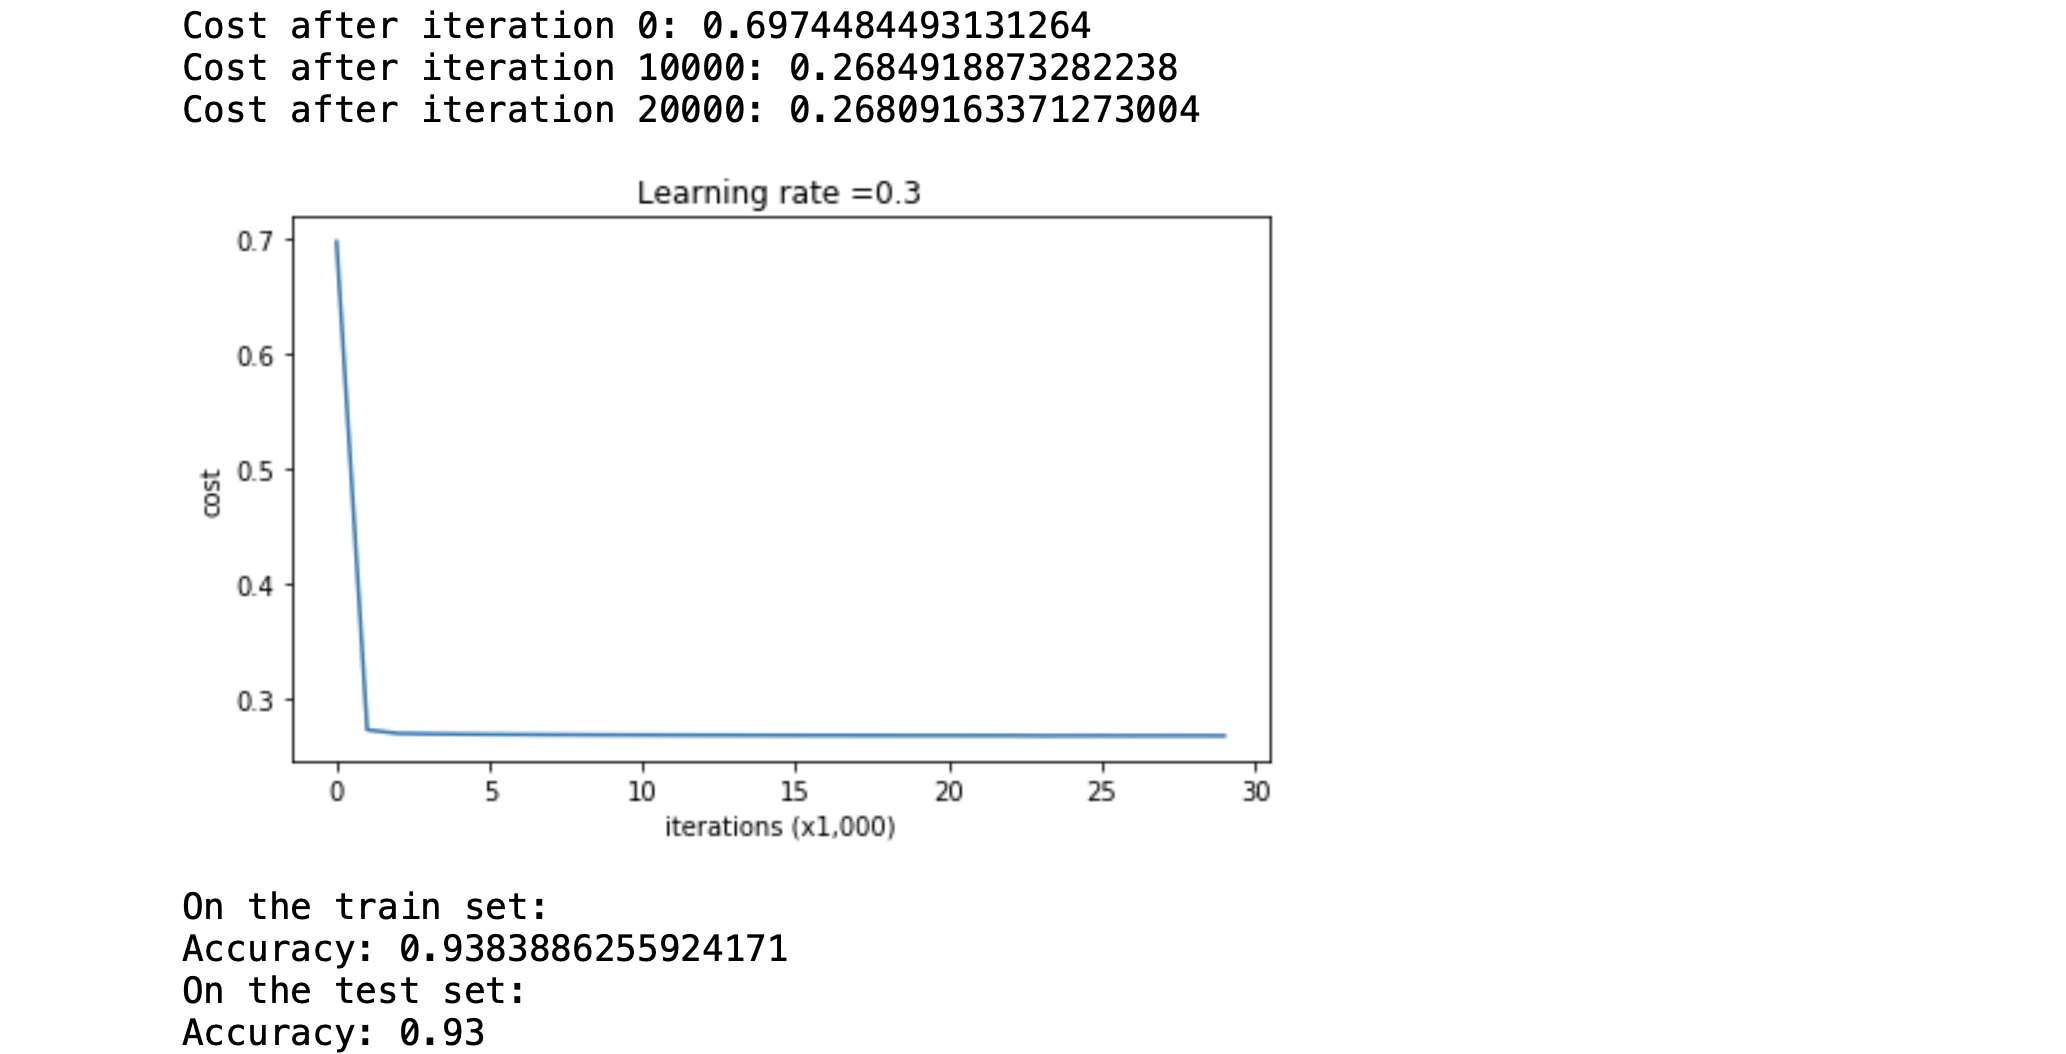 Cost after iteration 0: 0.6974484493131264
Cost after iteration 10000: 0.2684918873282238
Cost after iteration 20000: 0.26809163371273004
Learning rate =0.3
0.7
0.6
0.5
0.4
0.3
cost
0 5 10 15 20 25 30
iterations (x1,000)
On the train set:
Accuracy: 0.9383886255924171
On the test set:
Accuracy: 0.93